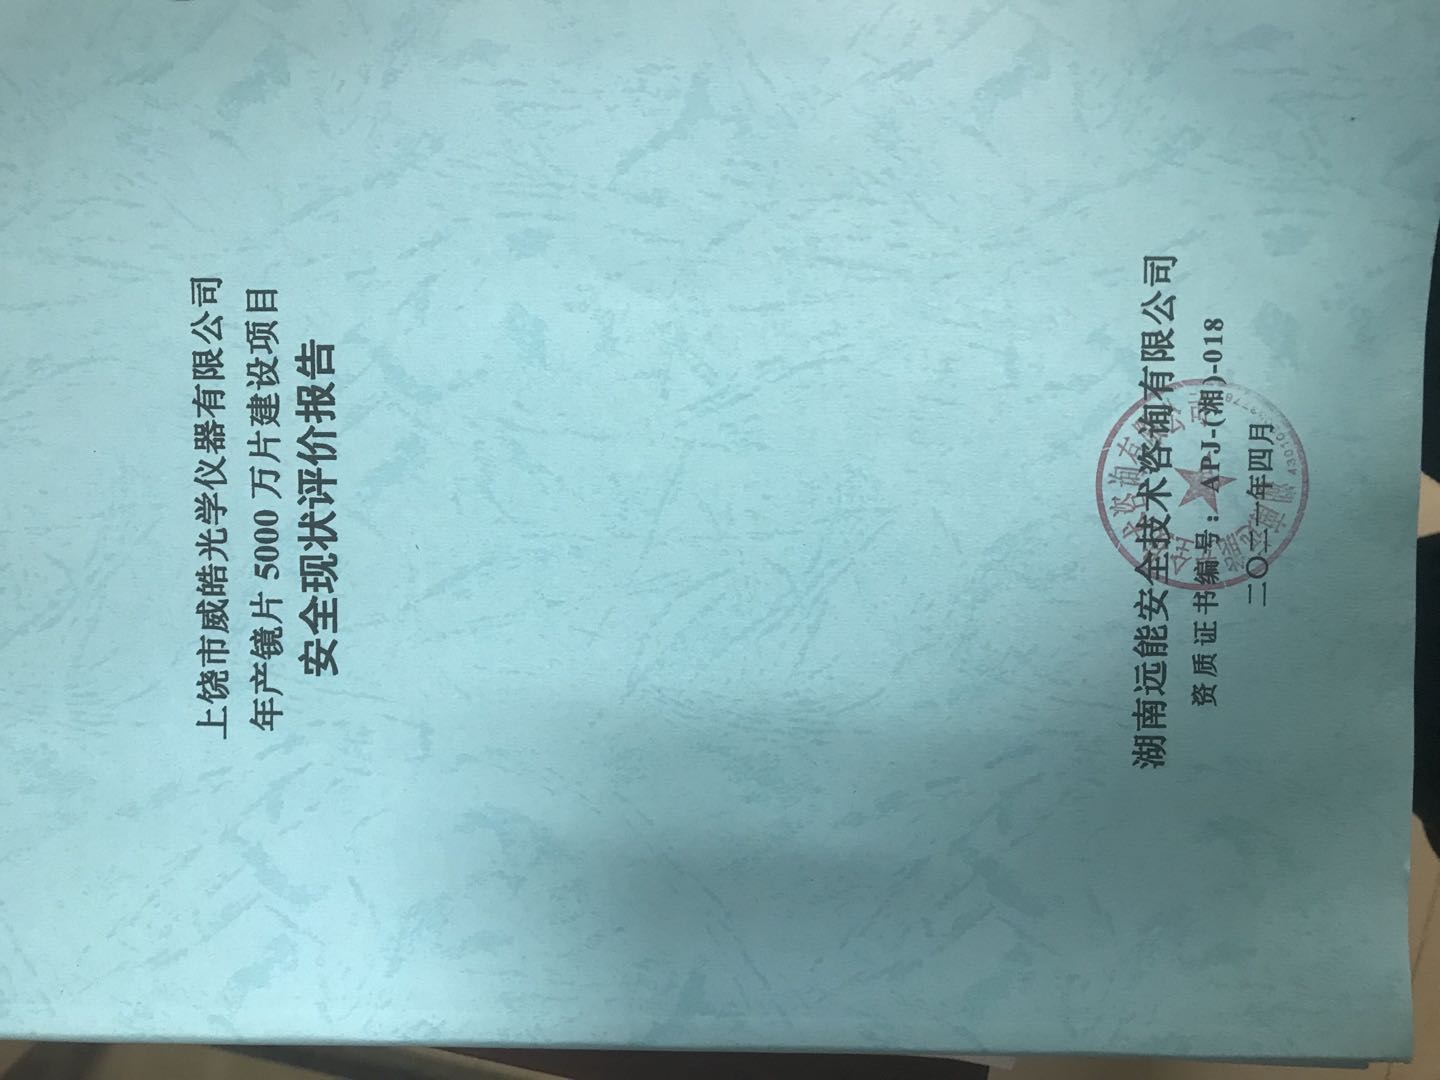 上饶市威皓光学仪器有限公司
年产镜片 5000 万片建设项目
安全现状评价报告
湖南远能安全技术咨询有限公司
资质证书编号：APJ-(湘)-018
二〇二一年四月